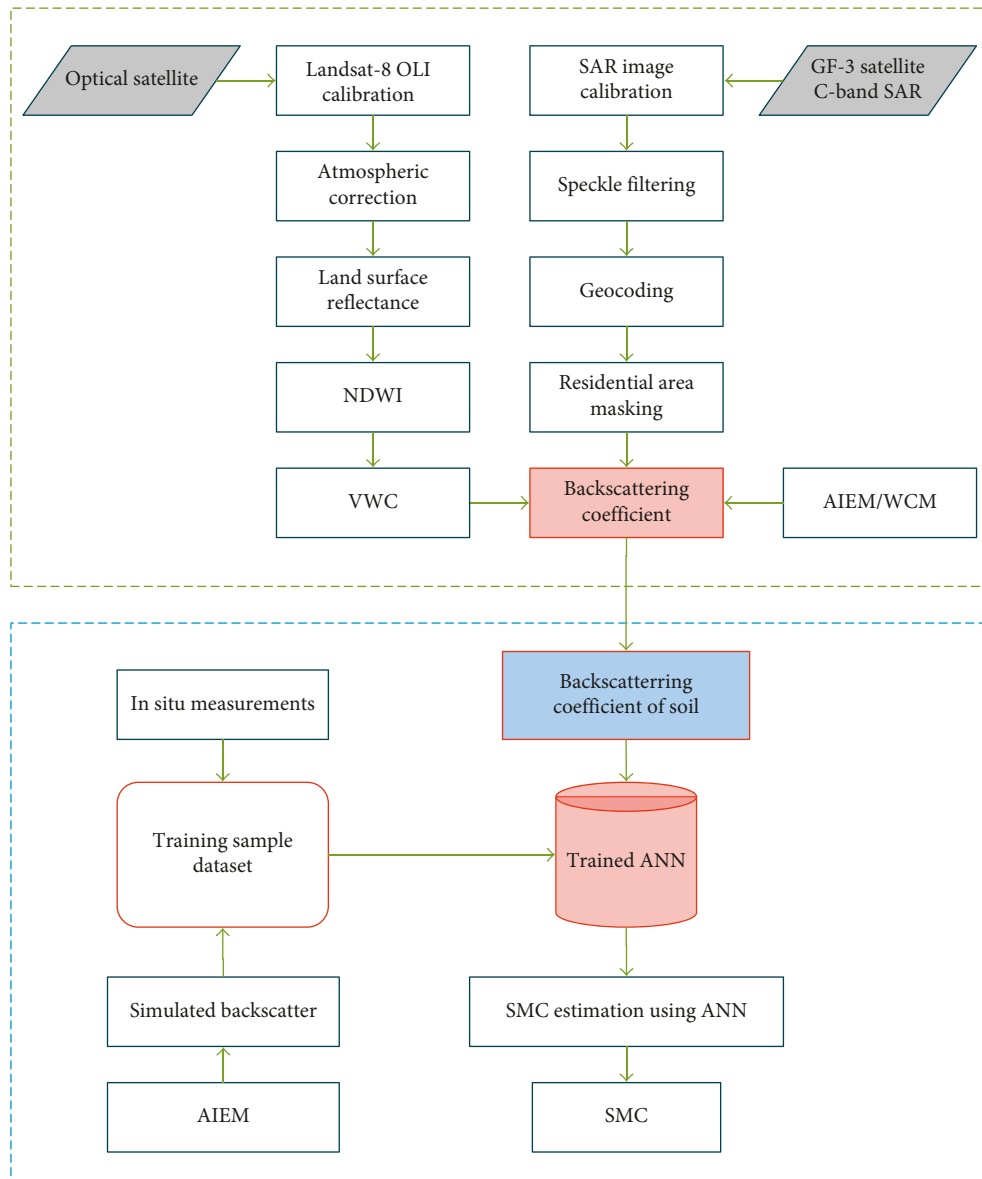 Optical satellite
Landsat-8 OLI
calibration
SAR image
calibration
GF-3 satellite
C-band SAR
Atmospheric
correction
Speckle filtering
Land surface
reflectance
Geocoding
NDWI
Residential area
masking
VWC
Backscattering
coefficient
AIEM/WCM
In situ measurements
Backscatterring
coefficient of soil
Training sample
dataset
Trained ANN
Simulated backscatter
SMC estimation using ANN
AIEM
SMC